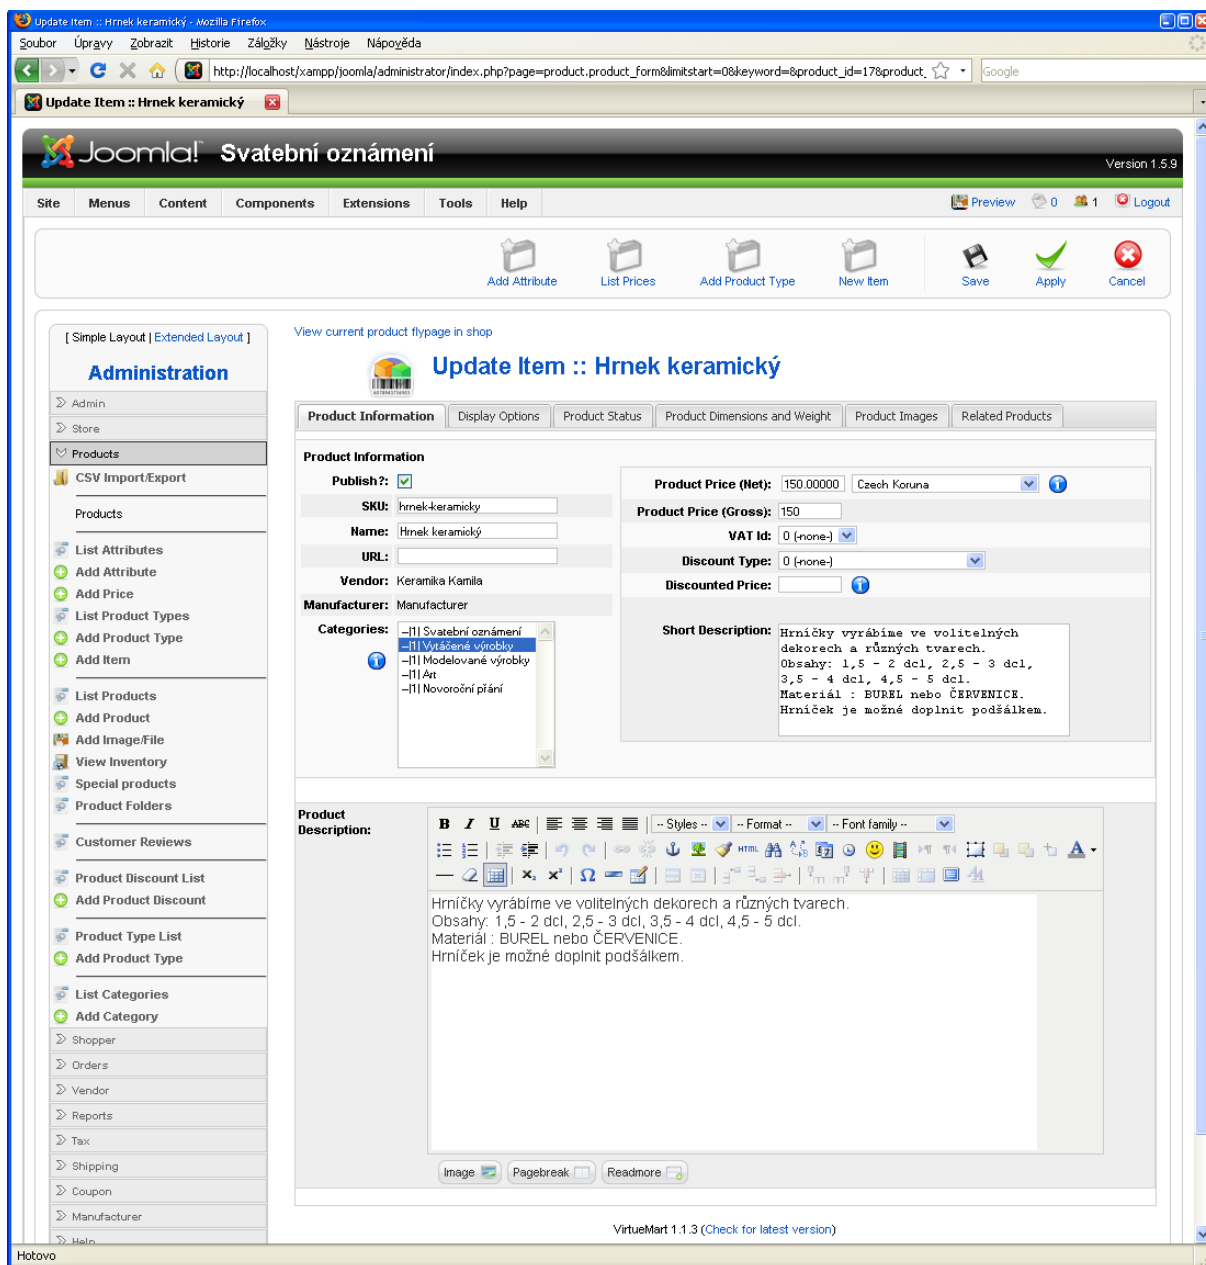 Update Item :: Hrnek keramický - Mozilla Firefox
Soubor Úpravy Zobrazit Historie Záložky Nástroje Nápověda
http://localhost/xampp/joomla/administrator/index.php?page=product.product_form&limitstart=0&keyword=&product_id=17&product_
Google
Update Item :: Hrnek keramický
Joomla! Svatební oznámení
Version 1.5.9
Site Menus Content Components Extensions Tools Help
Preview 0 1 Logout
Add Attribute List Prices Add Product Type New Item Save Apply Cancel
[ Simple Layout | Extended Layout ]
Administration
Admin
Store
Products
CSV Import/Export
Products
List Attributes
Add Attribute
Add Price
List Product Types
Add Product Type
Add Item
List Products
Add Product
Add Image/File
View Inventory
Special products
Product Folders
Customer Reviews
Product Discount List
Add Product Discount
Product Type List
Add Product Type
List Categories
Add Category
Shopper
Orders
Vendor
Reports
Tax
Shipping
Coupon
Manufacturer
Help
View current product flypage in shop
Update Item :: Hrnek keramický
Product Information Display Options Product Status Product Dimensions and Weight Product Images Related Products
Product Information
Publish?:
SKU: hrnek-keramicky
Name: Hrnek keramický
URL:
Vendor: Keramika Kamila
Manufacturer: Manufacturer
Categories: –|1| Svatební oznámení
–|1| Vytáčené výrobky
–|1| Modelované výrobky
–|1| Art
–|1| Novoroční přání
Product Price (Net): 150.00000 Czech Koruna
Product Price (Gross): 150
VAT Id: 0 (-none-)
Discount Type: 0 (-none-)
Discounted Price:
Short Description: Hrníčky vyrábíme ve volitelných
dekorech a různých tvarech.
Obsahy: 1,5 - 2 dcl, 2,5 - 3 dcl,
3,5 - 4 dcl, 4,5 - 5 dcl.
Materiál : BUREL nebo ČERVENICE.
Hrníček je možné doplnit podšálkem.
Product
Description:
B I U ABC -- Styles -- -- Format -- -- Font family --
HTML
Hrníčky vyrábíme ve volitelných dekorech a různých tvarech.
Obsahy: 1,5 - 2 dcl, 2,5 - 3 dcl, 3,5 - 4 dcl, 4,5 - 5 dcl.
Materiál : BUREL nebo ČERVENICE.
Hrníček je možné doplnit podšálkem.
Image Pagebreak Readmore
VirtueMart 1.1.3 (Check for latest version)
Hotovo